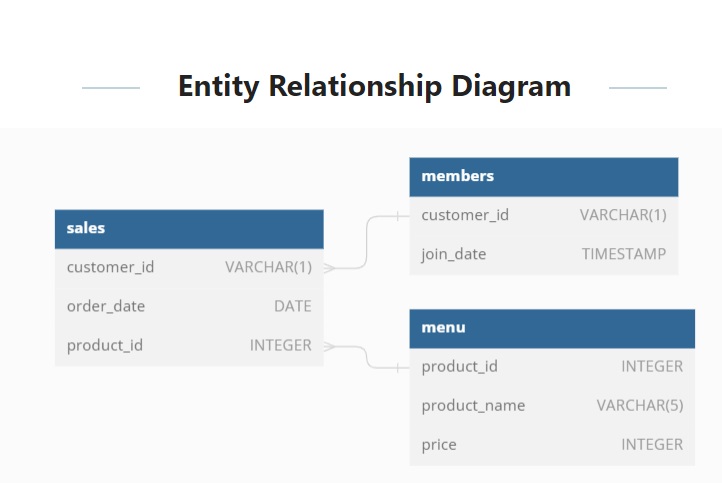 Entity Relationship Diagram
members
customer_id VARCHAR(1)
join_date TIMESTAMP
sales
customer_id VARCHAR(1)
order_date DATE
product_id INTEGER
menu
product_id INTEGER
product_name VARCHAR(5)
price INTEGER